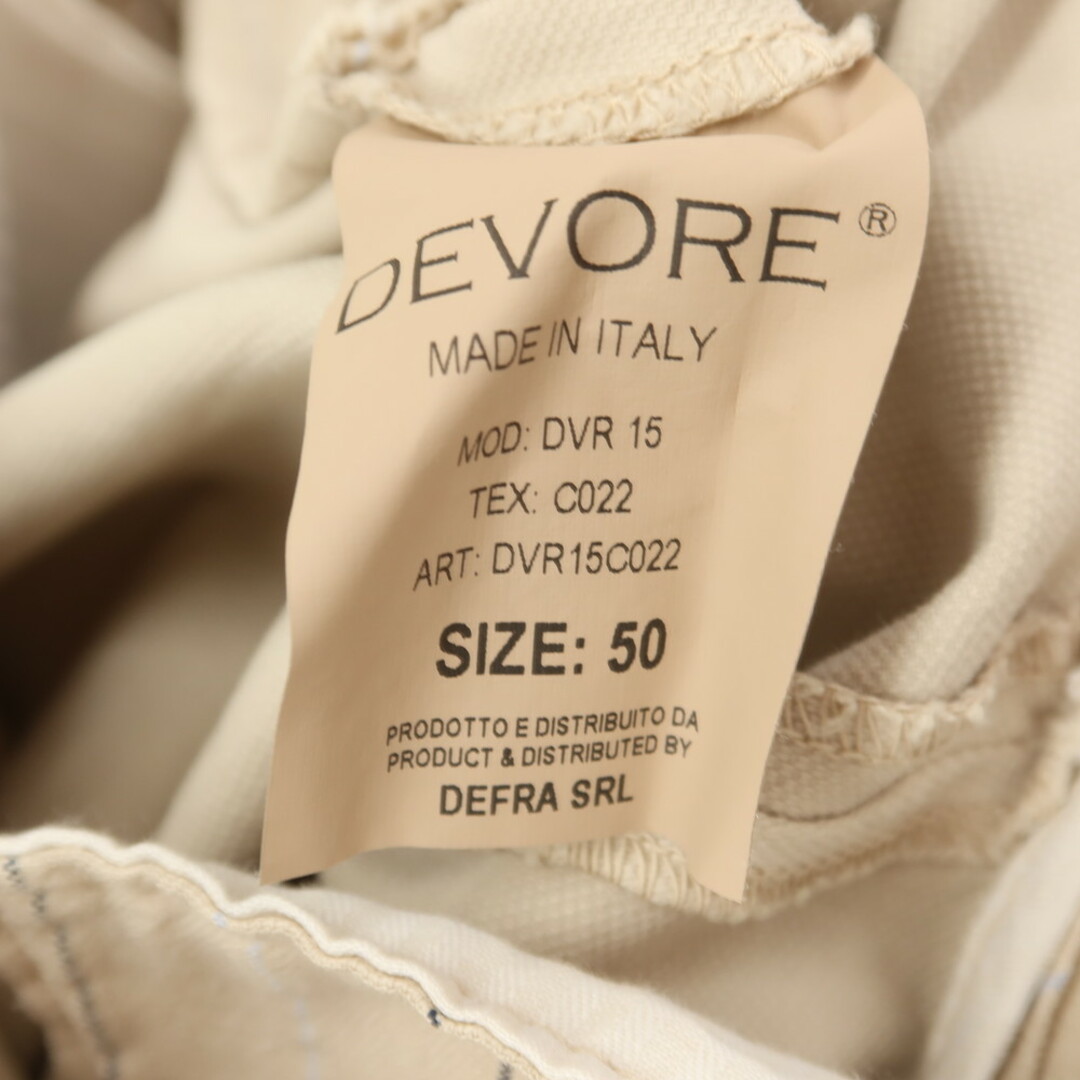 DEVORE®
MADE IN ITALY
MOD: DVR 15
TEX: C022
ART: DVR15C022
SIZE: 50
PRODOTTO E DISTRIBUITO DA
PRODUCT & DISTRIBUTED BY
DEFRA SRL